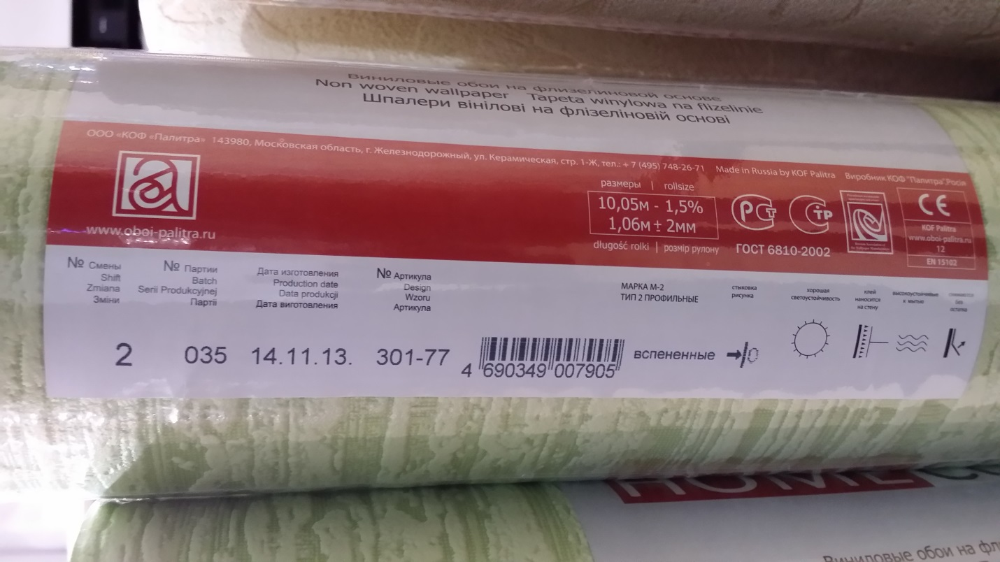 Виниловые обои на флизелиновой основе
Non woven wallpaper Tapeta winylowa na flizelinie
Шпалери вінілові на флізеліновій основі
ООО «КОФ «Палитра» 143980, Московская область, г. Железнодорожный, ул. Керамическая, стр. 1-Ж, тел.: + 7 (495) 748-26-71 Made in Russia by KOF Palitra Виробник КОФ "Палитра",Росія
www.oboi-palitra.ru
размеры | rollsize
10,05м - 1,5%
1,06м ± 2мм
długość rolki | розмір рулону
РСТ
СТР
ГОСТ 6810-2002
CE
KOF Palitra
www.oboi-palitra.ru
12
EN 15102
№ Смены
Shift
Zmiana
Зміни
2
№ Партии
Batch
Serii Produkcyjnej
Партії
035
Дата изготовления
Production date
Data produkcji
Дата виготовления
14.11.13.
№ Артикула
Design
Wzoru
Артикула
301-77
4 690349 007905
МАРКА М-2
ТИП 2 ПРОФИЛЬНЫЕ
вспененные
стыковка
рисунка
хорошая
светоустойчивость
клей
наносится
на стену
высокоустойчивые
к мытью
без
остатка
HOME
Виниловые обои на